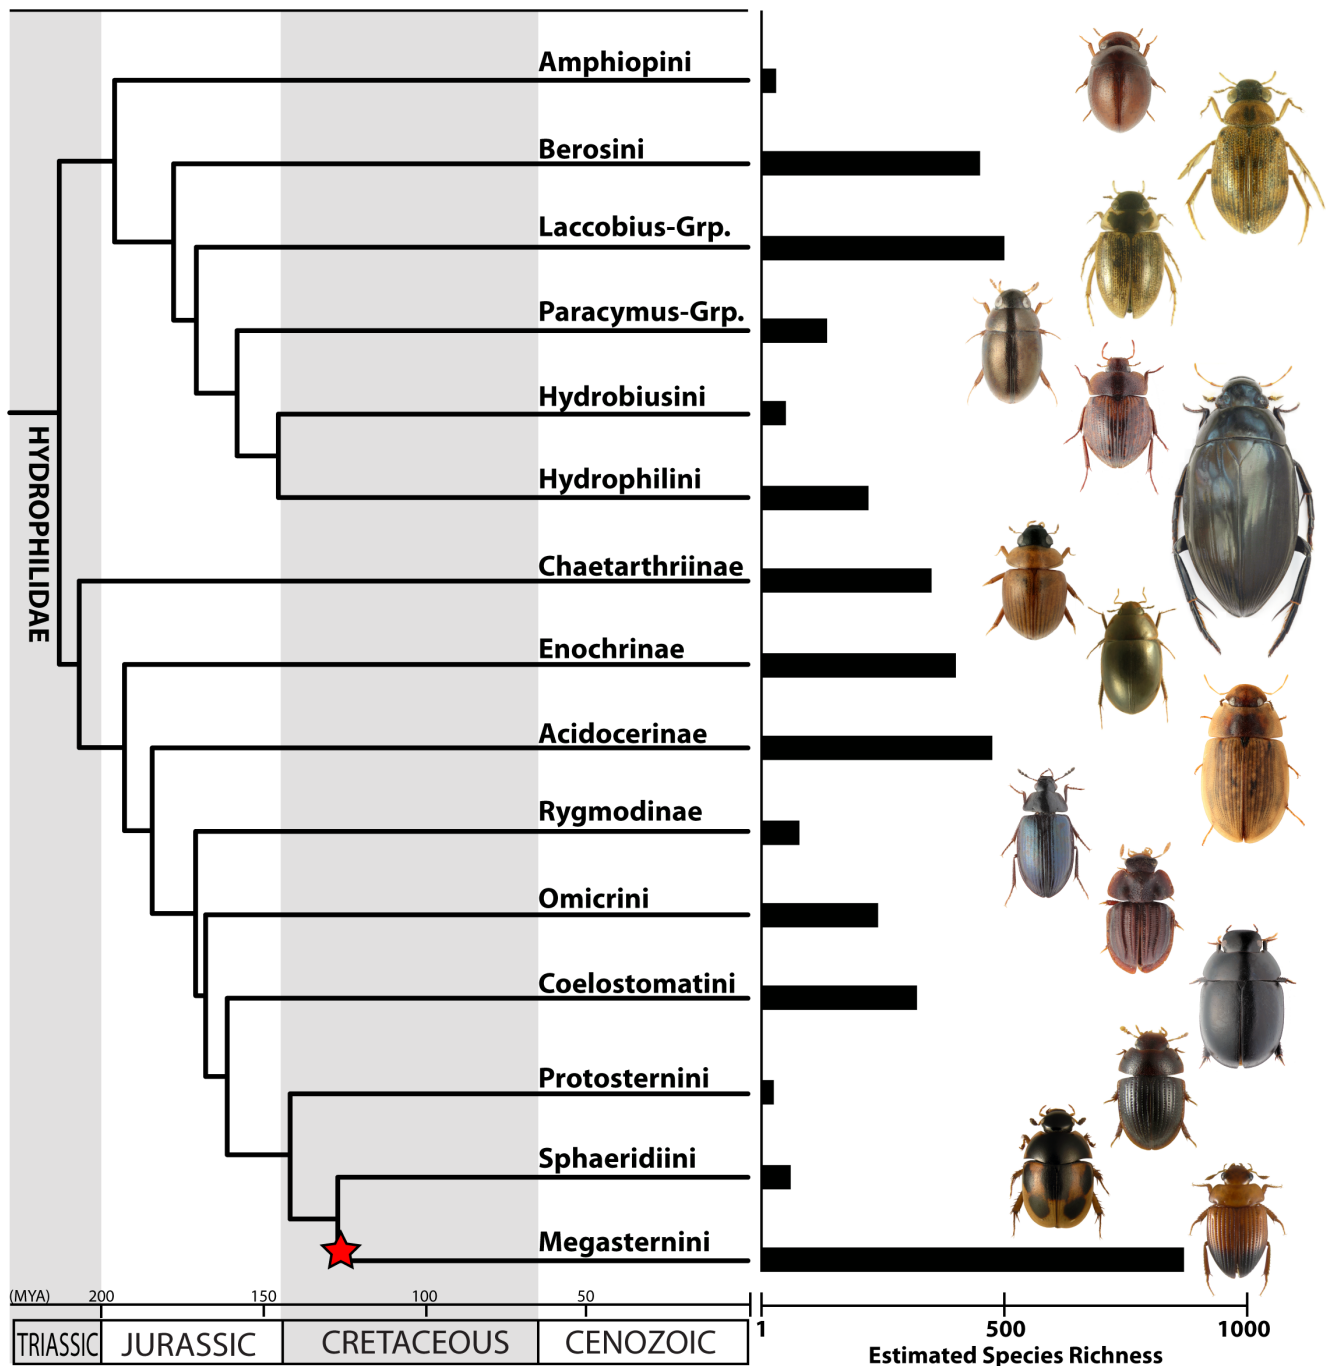 Amphiopini
Berosini
Laccobius-Grp.
Paracymus-Grp.
Hydrobiusini
Hydrophilini
HYDROPHILIDAE
Chaetarthriinae
Enochrinae
Acidocerinae
Rygmodinae
Omicrini
Coelostomatini
Protosternini
Sphaeridiini
Megasternini
(MYA) 200 150 100 50
TRIASSIC JURASSIC CRETACEOUS CENOZOIC
1 500 1000
Estimated Species Richness